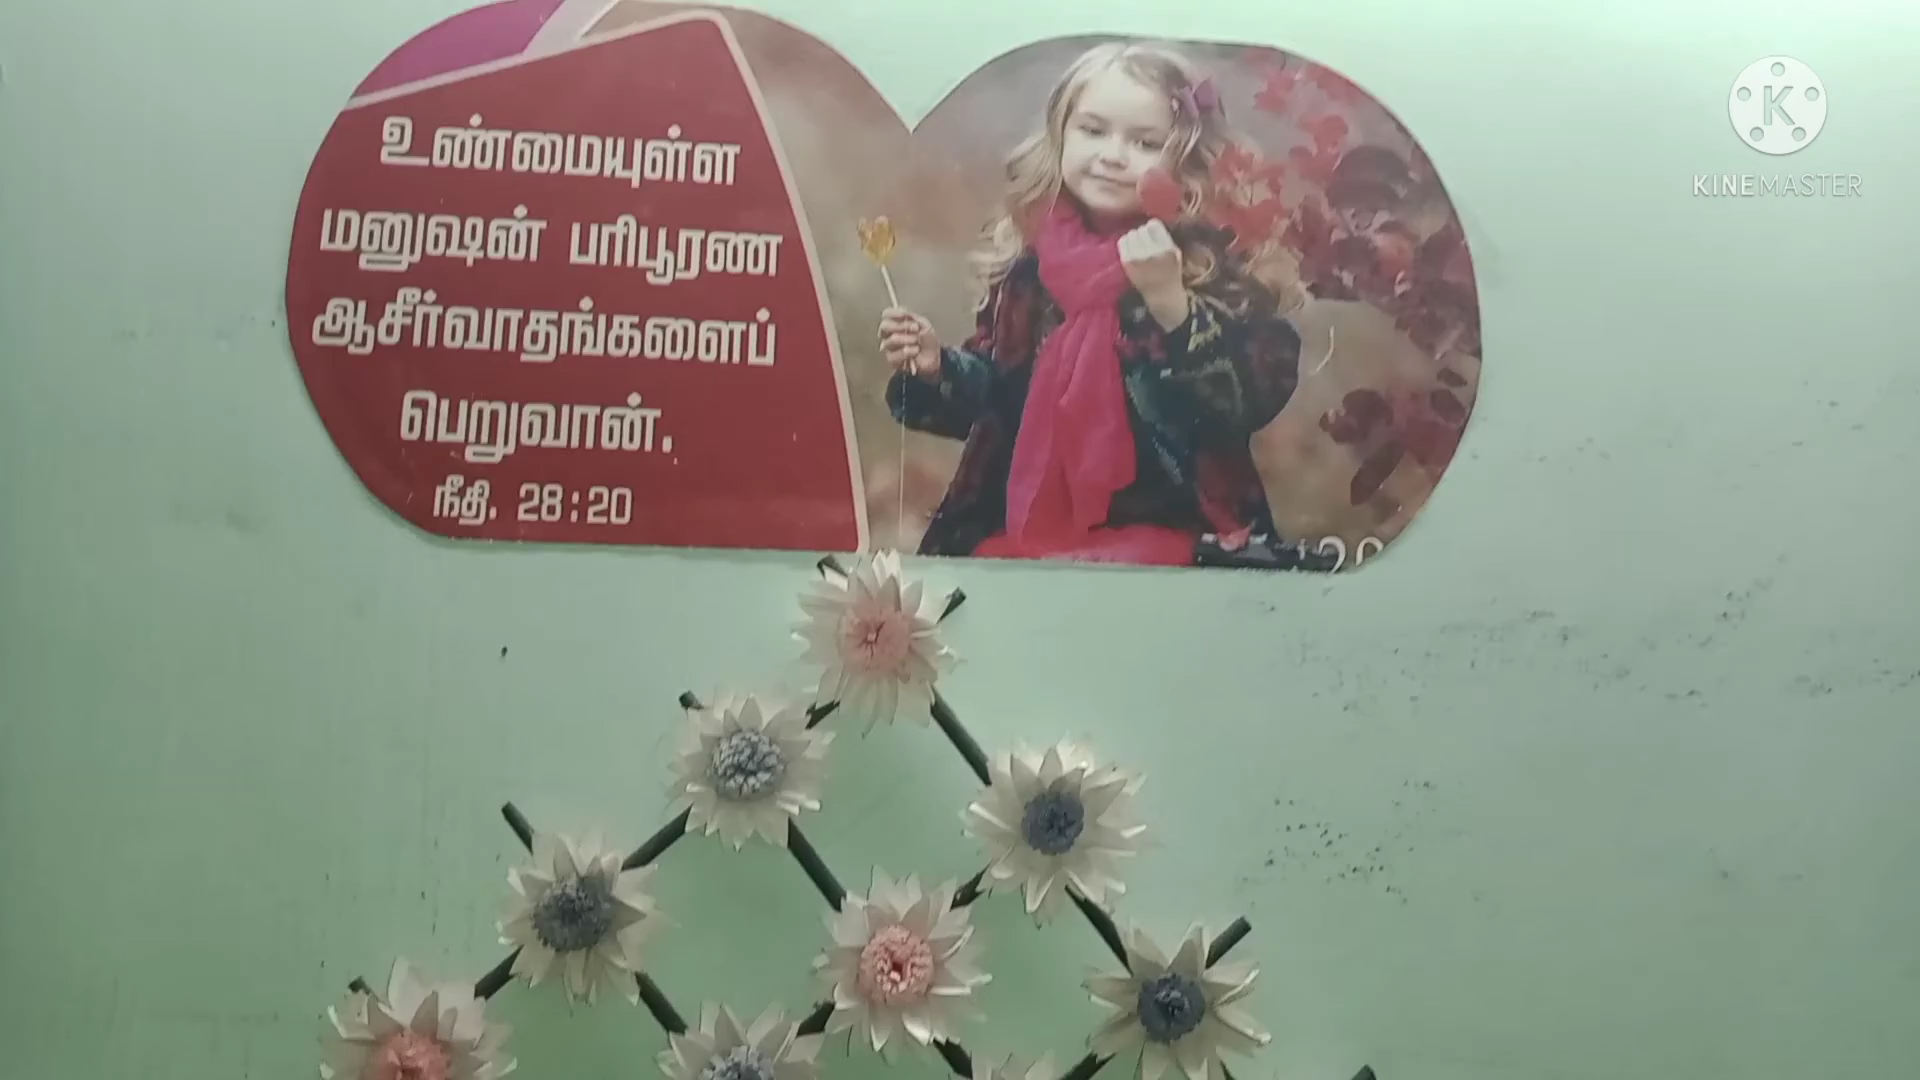 உண்மையுள்ள
மனுஷன் பரிபூரண
ஆசீர்வாதங்களைப்
பெறுவான்.
நீதி. 28:20
K
KINEMASTER